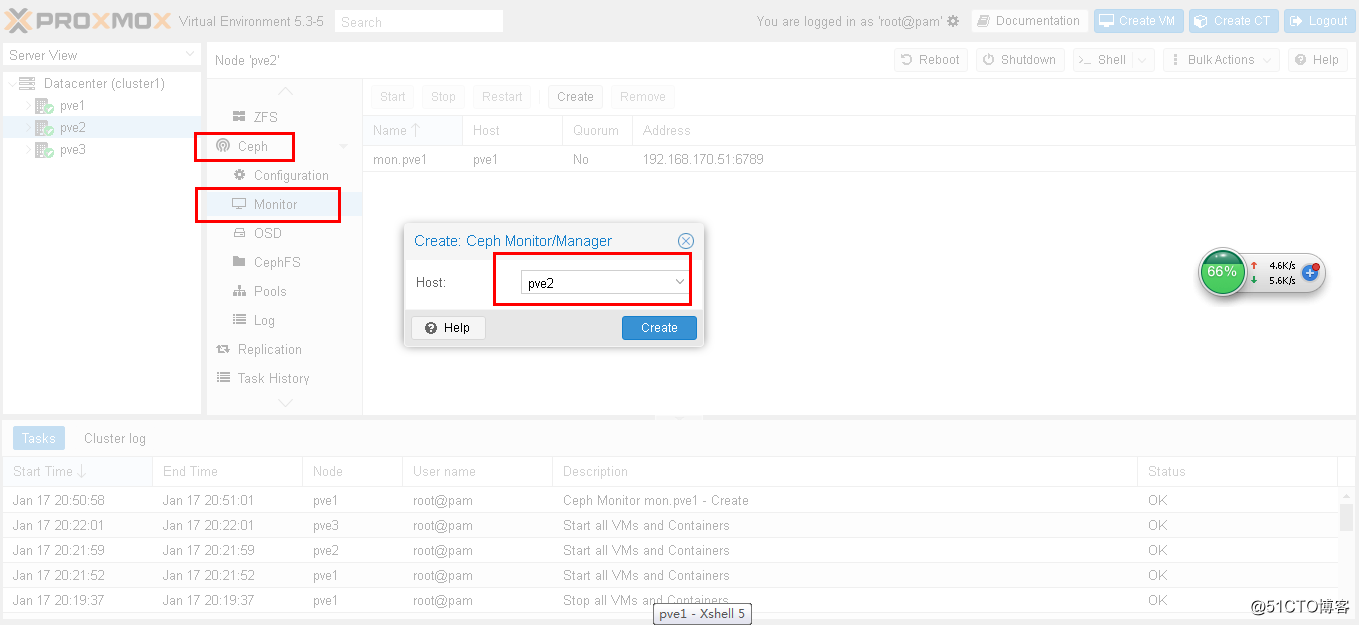 PROXMOX Virtual Environment 5.3-5 Search You are logged in as 'root@pam' Documentation Create VM Create CT Logout
Server View
Datacenter (cluster1)
pve1
pve2
pve3
Node 'pve2' Reboot Shutdown >_ Shell Bulk Actions Help
ZFS
Ceph
Configuration
Monitor
OSD
CephFS
Pools
Log
Replication
Task History
Start Stop Restart Create Remove
Name Host Quorum Address
mon.pve1 pve1 No 192.168.170.51:6789
Create: Ceph Monitor/Manager
Host: pve2
Help Create
66% 4.6K/s
5.6K/s
Tasks Cluster log
Start Time End Time Node User name Description Status
Jan 17 20:50:58 Jan 17 20:51:01 pve1 root@pam Ceph Monitor mon.pve1 - Create OK
Jan 17 20:22:01 Jan 17 20:22:01 pve3 root@pam Start all VMs and Containers OK
Jan 17 20:21:59 Jan 17 20:21:59 pve2 root@pam Start all VMs and Containers OK
Jan 17 20:21:52 Jan 17 20:21:52 pve1 root@pam Start all VMs and Containers OK
Jan 17 20:19:37 Jan 17 20:19:37 pve1 root@pam Stop all VMs and Containers OK
pve1 - Xshell 5
@51CTO博客